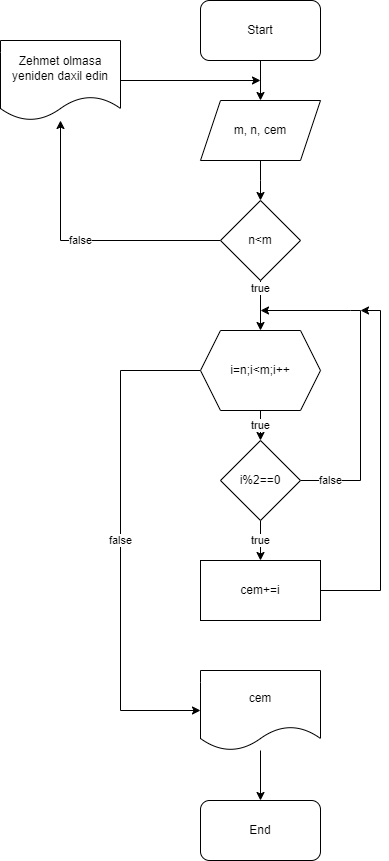 Start
Zehmet olmasa
yeniden daxil edin
m, n, cem
n<m
false
true
i=n;i<m;i++
true
i%2==0
false
false
true
cem+=i
cem
End